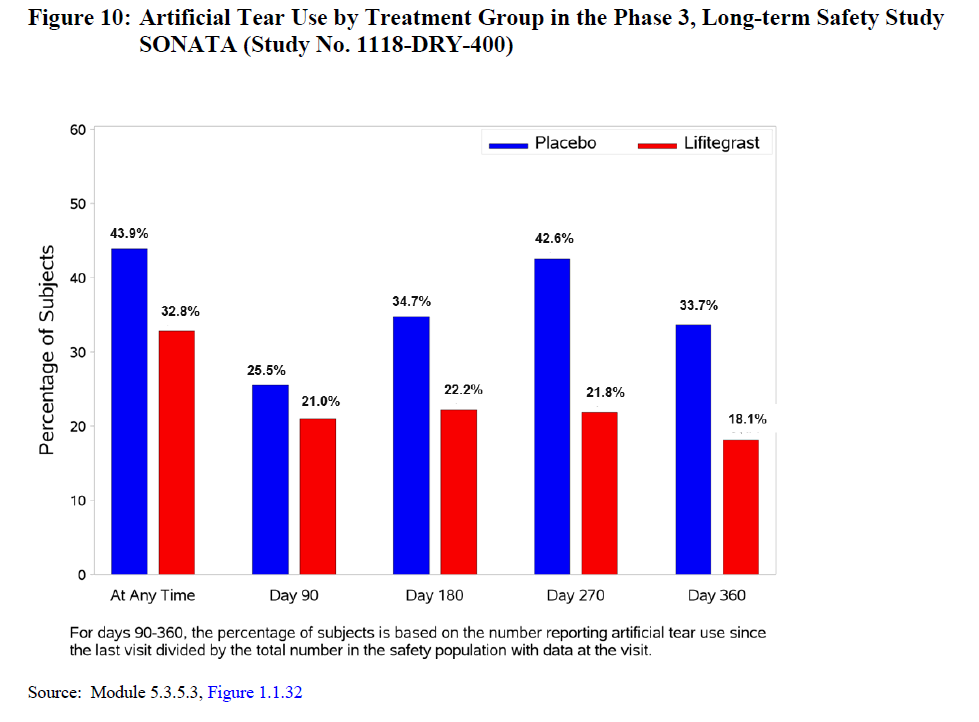 Figure 10: Artificial Tear Use by Treatment Group in the Phase 3, Long-term Safety Study
SONATA (Study No. 1118-DRY-400)
Placebo
Lifitegrast
Percentage of Subjects
60
50
40
30
20
10
0
43.9%
32.8%
25.5%
21.0%
34.7%
22.2%
42.6%
21.8%
33.7%
18.1%
At Any Time
Day 90
Day 180
Day 270
Day 360
For days 90-360, the percentage of subjects is based on the number reporting artificial tear use since
the last visit divided by the total number in the safety population with data at the visit.
Source: Module 5.3.5.3, Figure 1.1.32